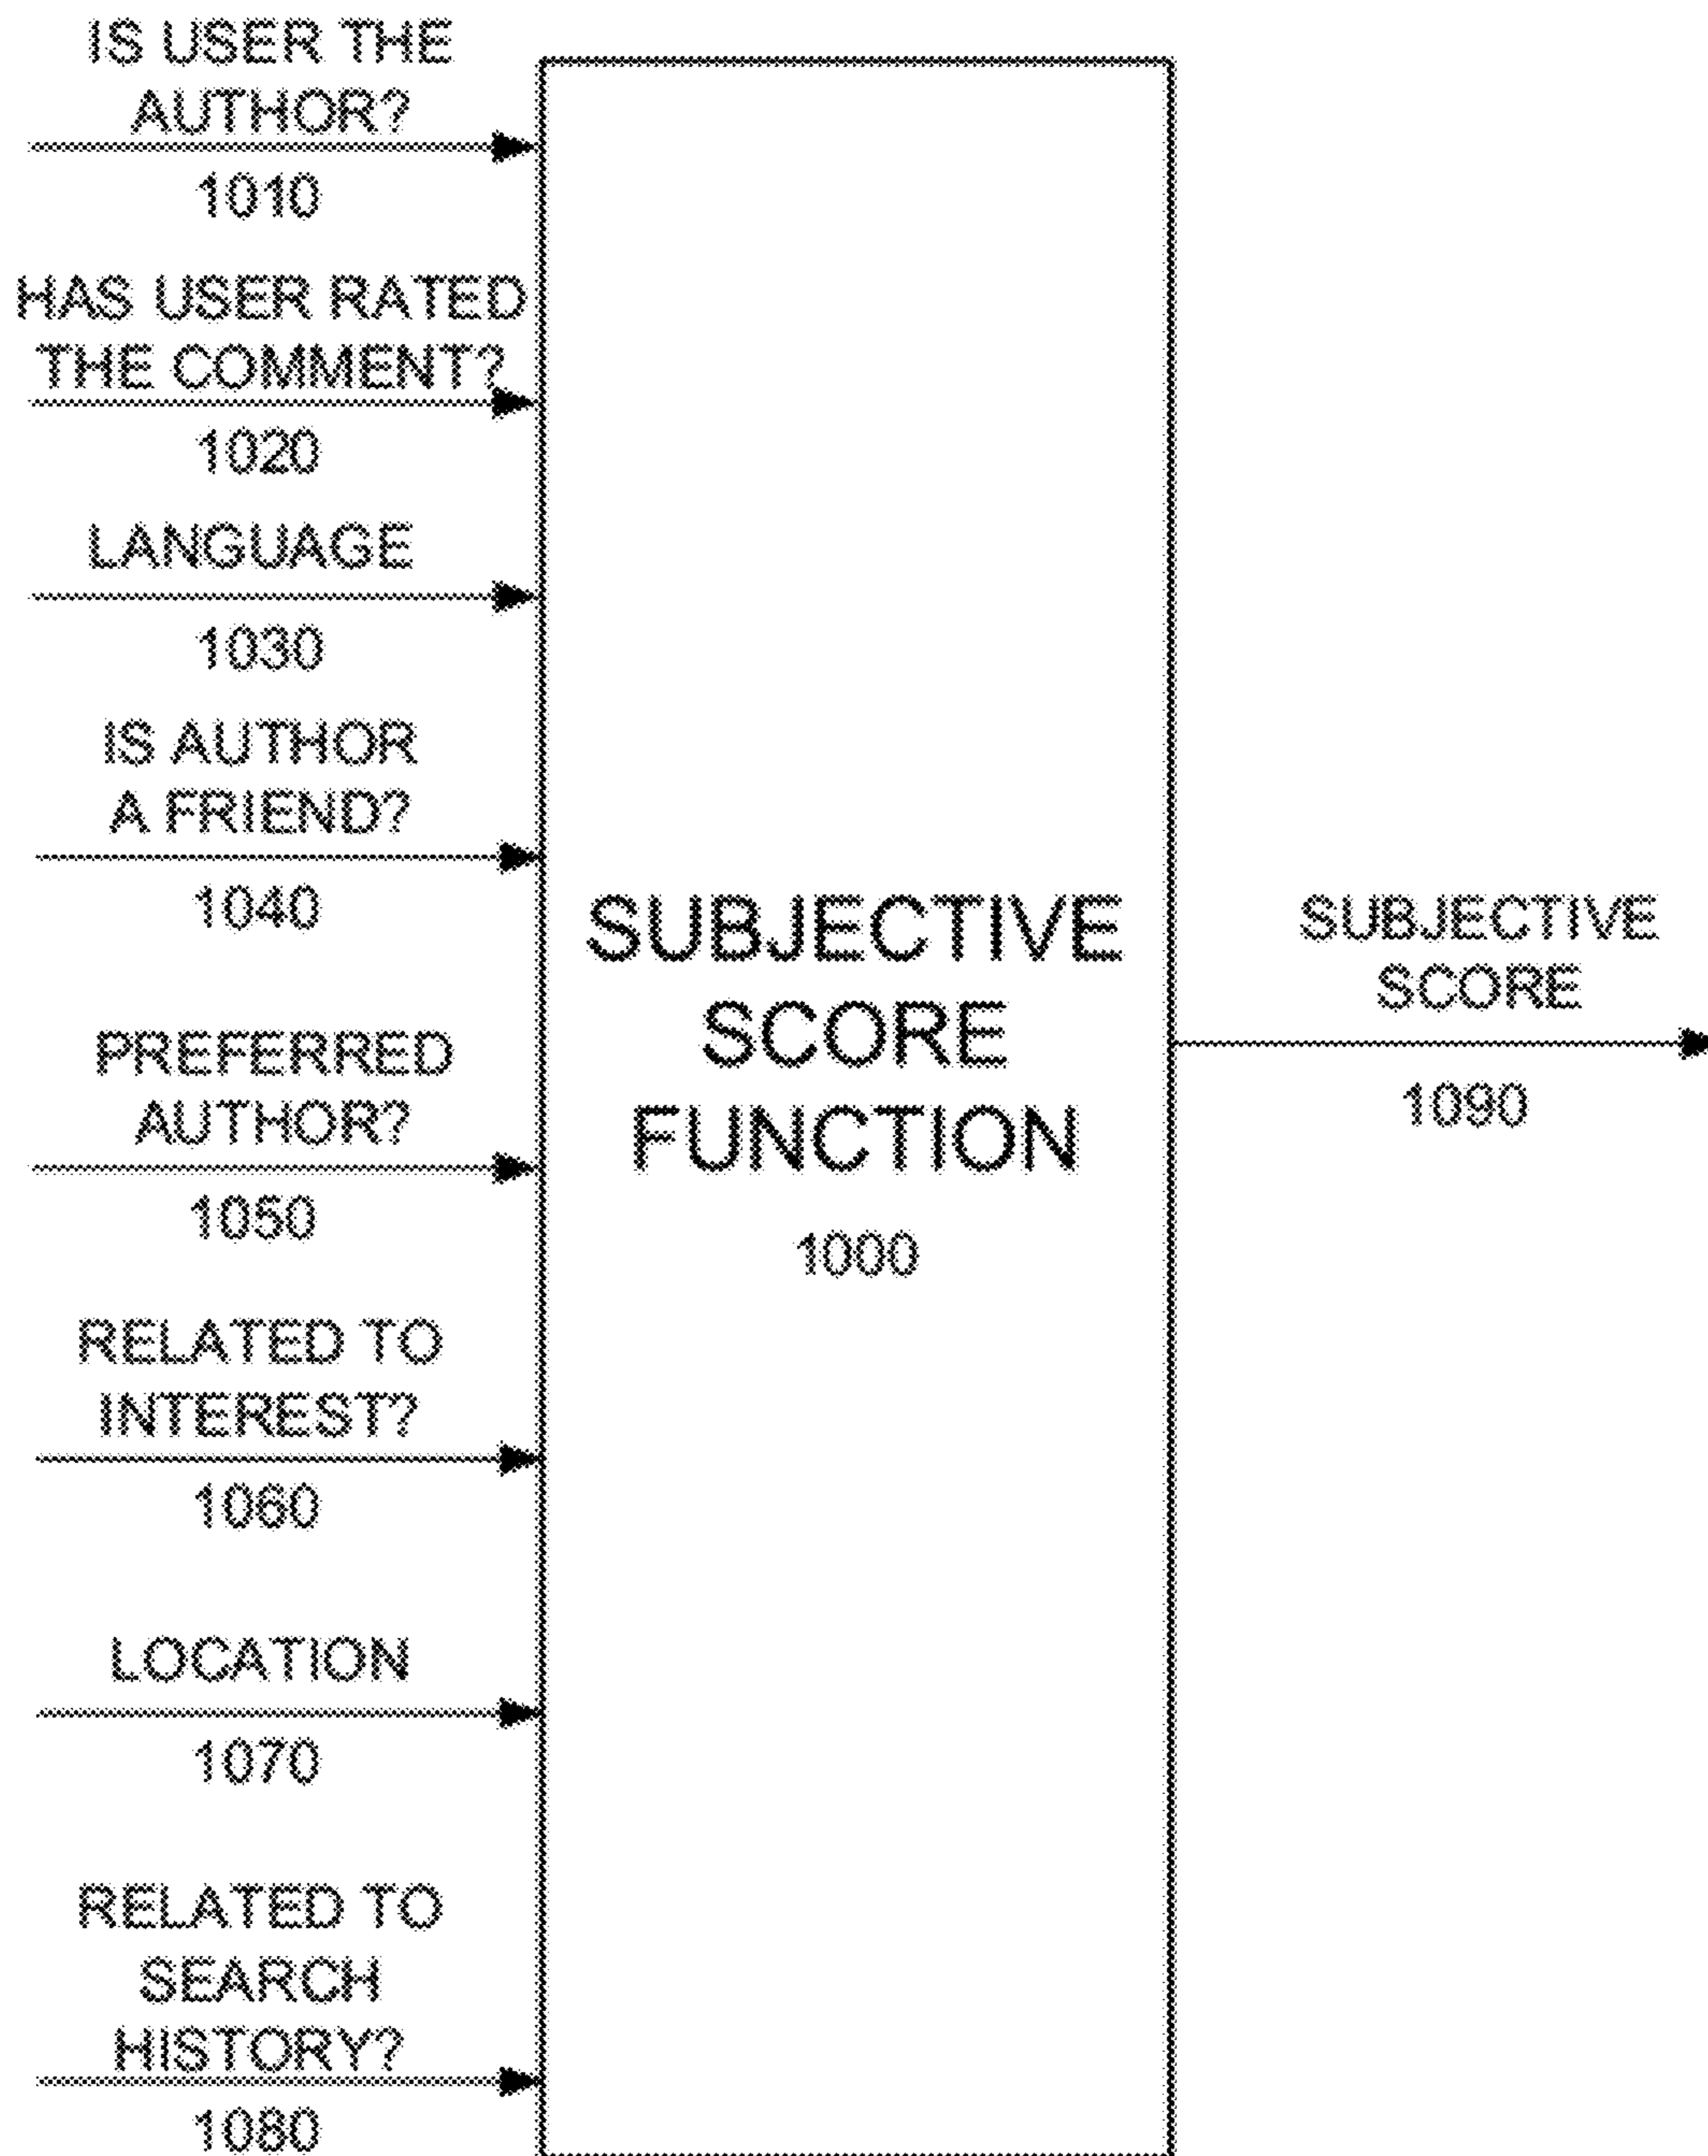 IS USER THE
AUTHOR?
1010
HAS USER RATED
THE COMMENT?
1020
LANGUAGE
1030
IS AUTHOR
A FRIEND?
1040
PREFERRED
AUTHOR?
1050
RELATED TO
INTEREST?
1060
LOCATION
1070
RELATED TO
SEARCH
HISTORY?
1080
SUBJECTIVE
SCORE
FUNCTION
1000
SUBJECTIVE
SCORE
1090